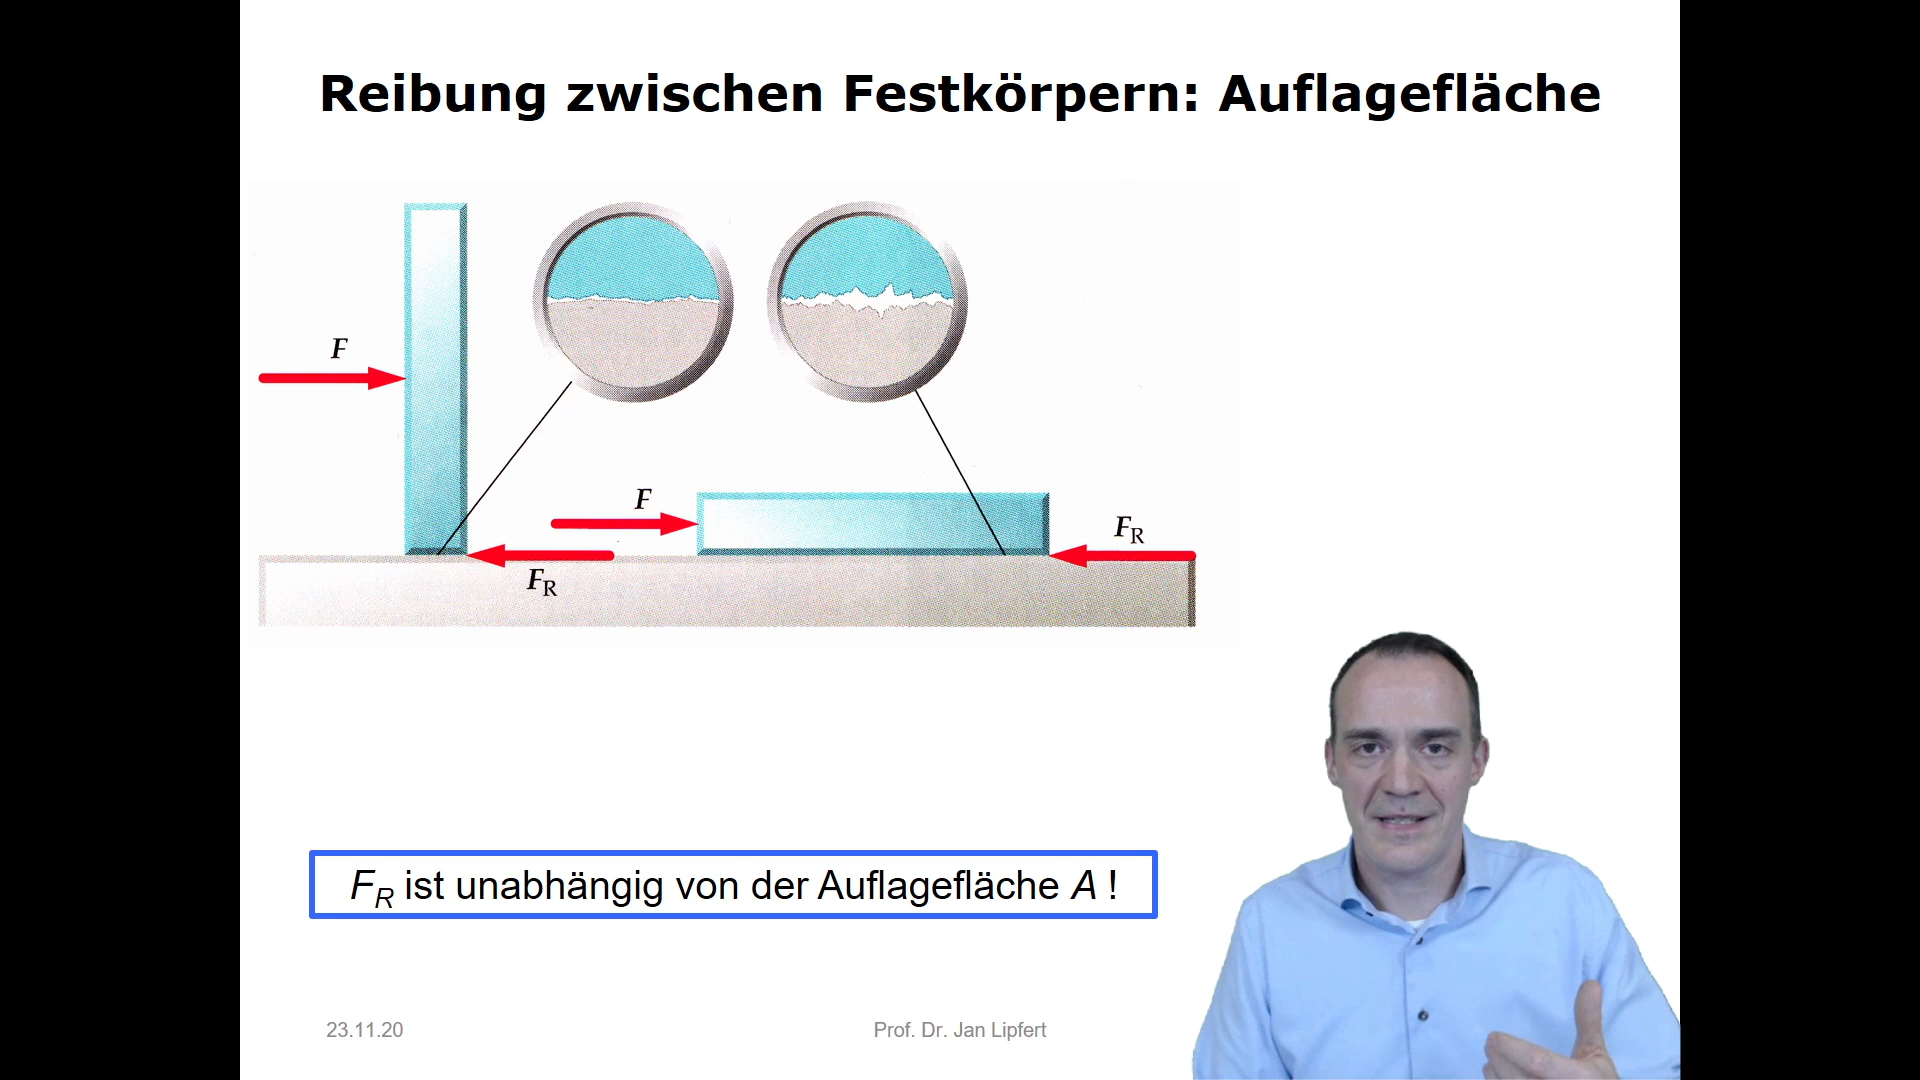 Reibung zwischen Festkörpern: Auflagefläche
F
F
F_R
F_R
F_R ist unabhängig von der Auflagefläche A !
23.11.20
Prof. Dr. Jan Lipfert